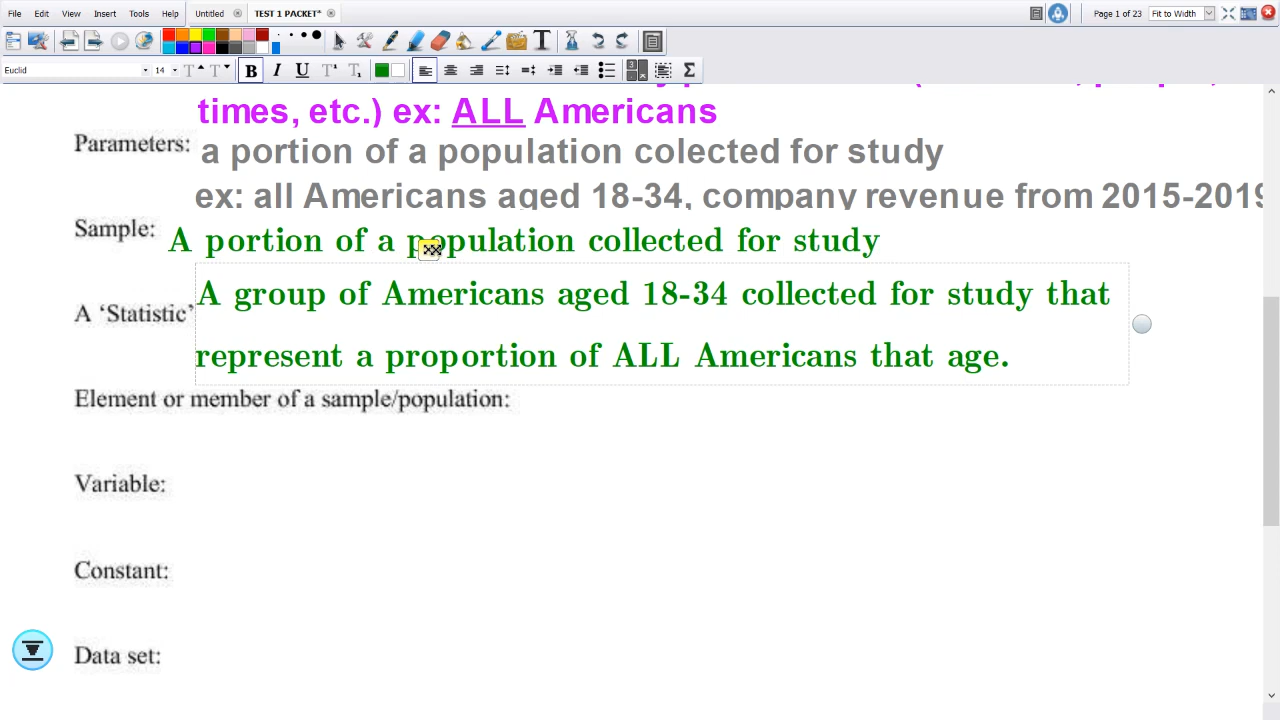 File Edit View Insert Tools Help Untitled TEST 1 PACKET* Page 1 of 23 Fit to Width
Euclid 14 B I U
times, etc.) ex: ALL Americans
Parameters: a portion of a population colected for study
ex: all Americans aged 18-34, company revenue from 2015-2019
Sample: A portion of a population collected for study
A group of Americans aged 18-34 collected for study that
A ‘Statistic’
represent a proportion of ALL Americans that age.
Element or member of a sample/population:
Variable:
Constant:
Data set: